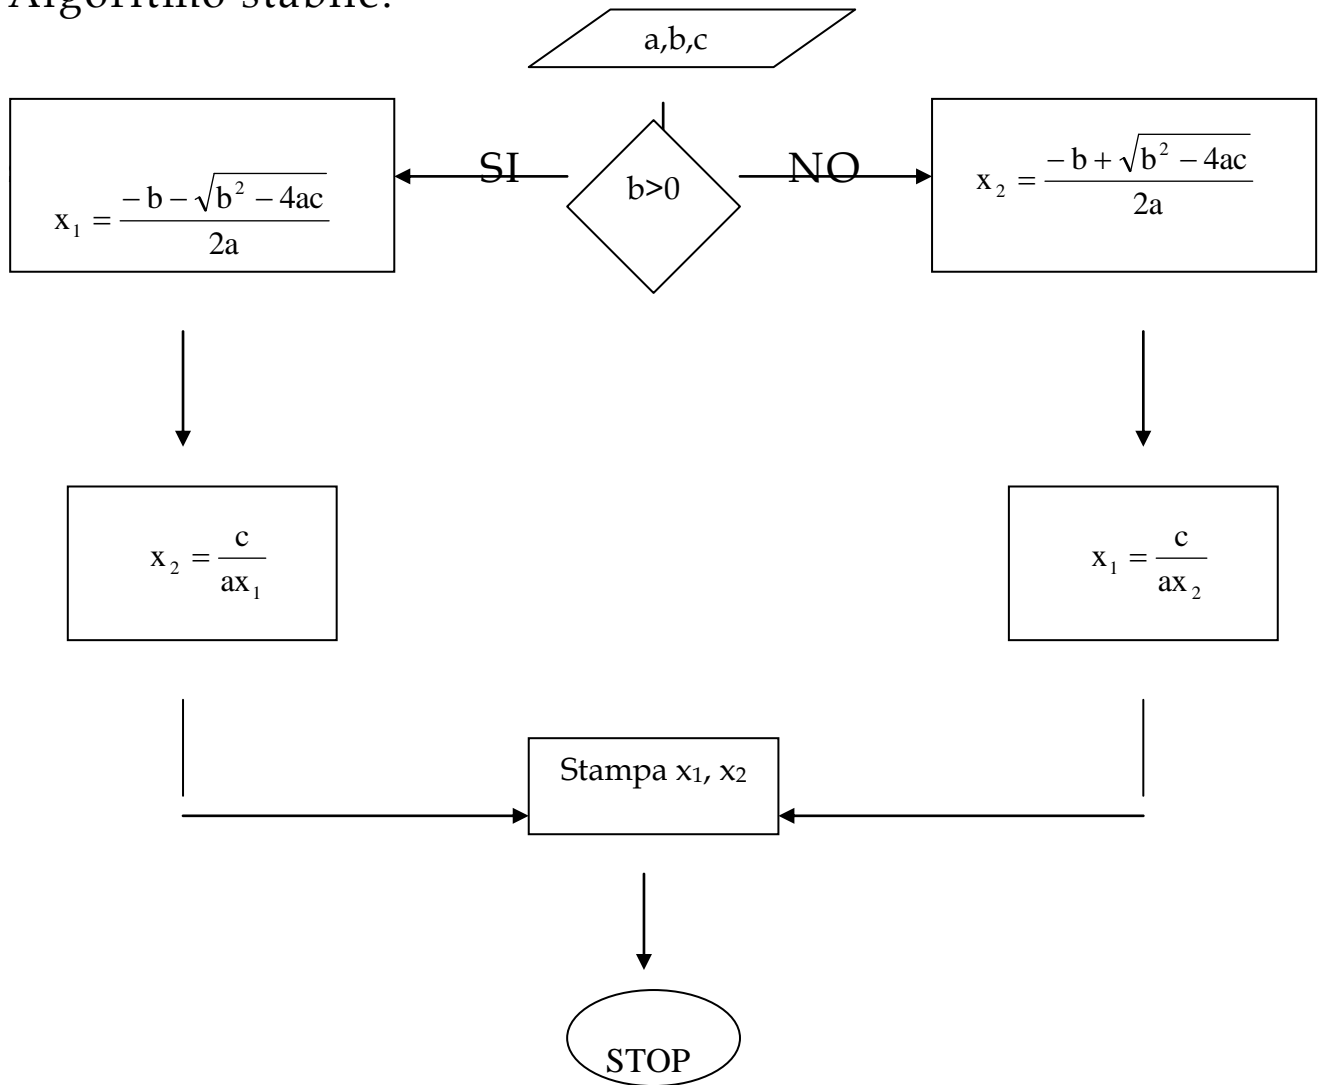 Algoritmo stabile:
a,b,c
SI
b>0
NO
x₁ = (−b − √(b² − 4ac)) / 2a
x₂ = (−b + √(b² − 4ac)) / 2a
x₂ = c / ax₁
x₁ = c / ax₂
Stampa x₁, x₂
STOP